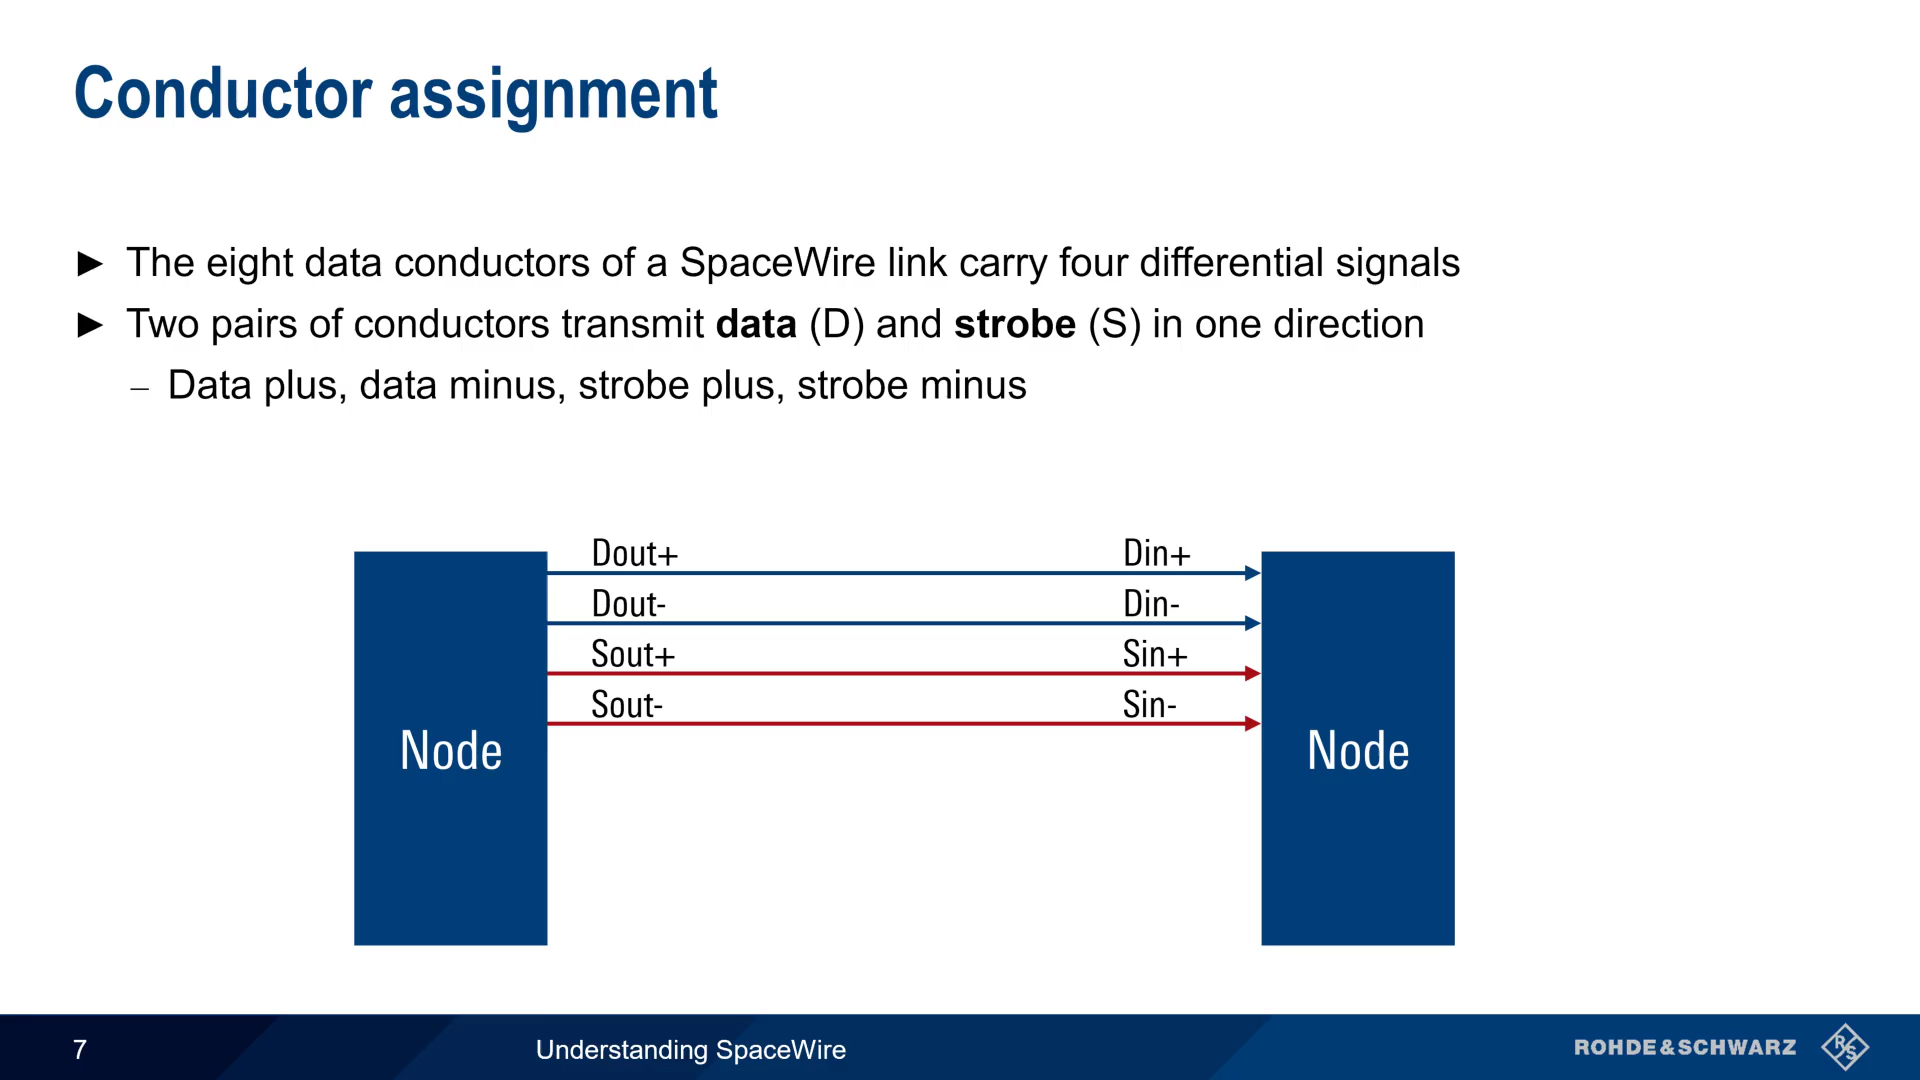 Conductor assignment
► The eight data conductors of a SpaceWire link carry four differential signals
► Two pairs of conductors transmit data (D) and strobe (S) in one direction
– Data plus, data minus, strobe plus, strobe minus
Dout+ Din+
Dout- Din-
Sout+ Sin+
Sout- Sin-
Node Node
7 Understanding SpaceWire ROHDE&SCHWARZ R S